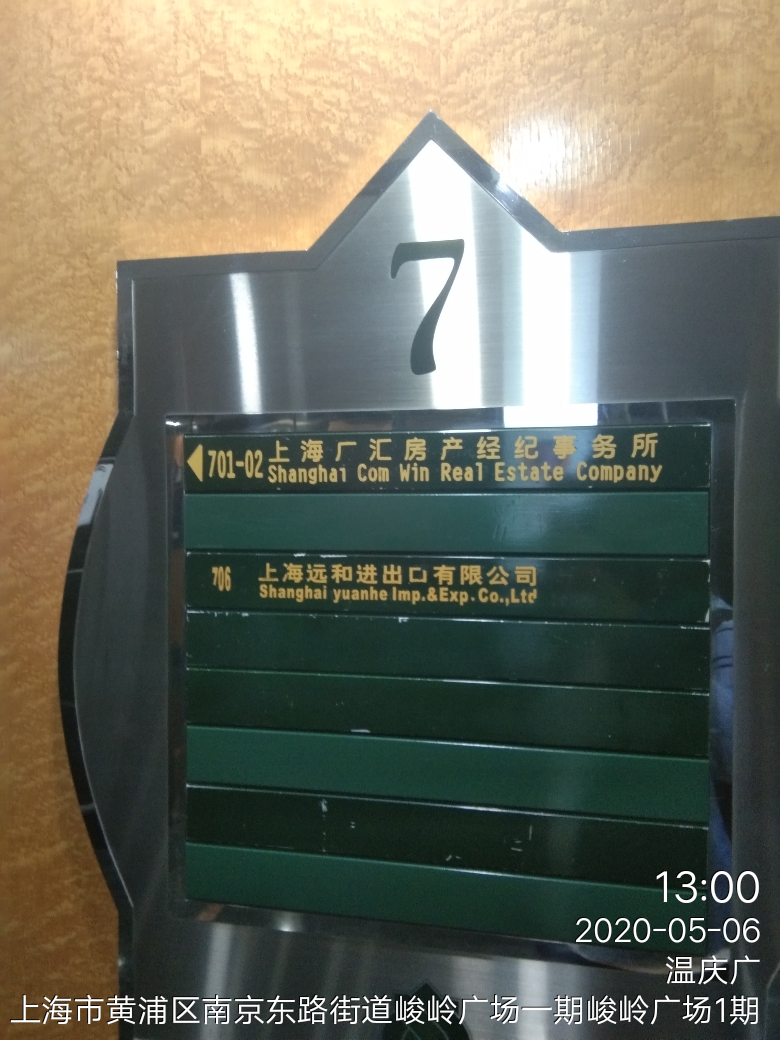 7
701-02 上海广汇房产经纪事务所
Shanghai Com Win Real Estate Company
706 上海远和进出口有限公司
Shanghai yuanhe Imp.&Exp.Co.,Ltd
13:00
2020-05-06
温庆广
上海市黄浦区南京东路街道峻岭广场一期峻岭广场1期